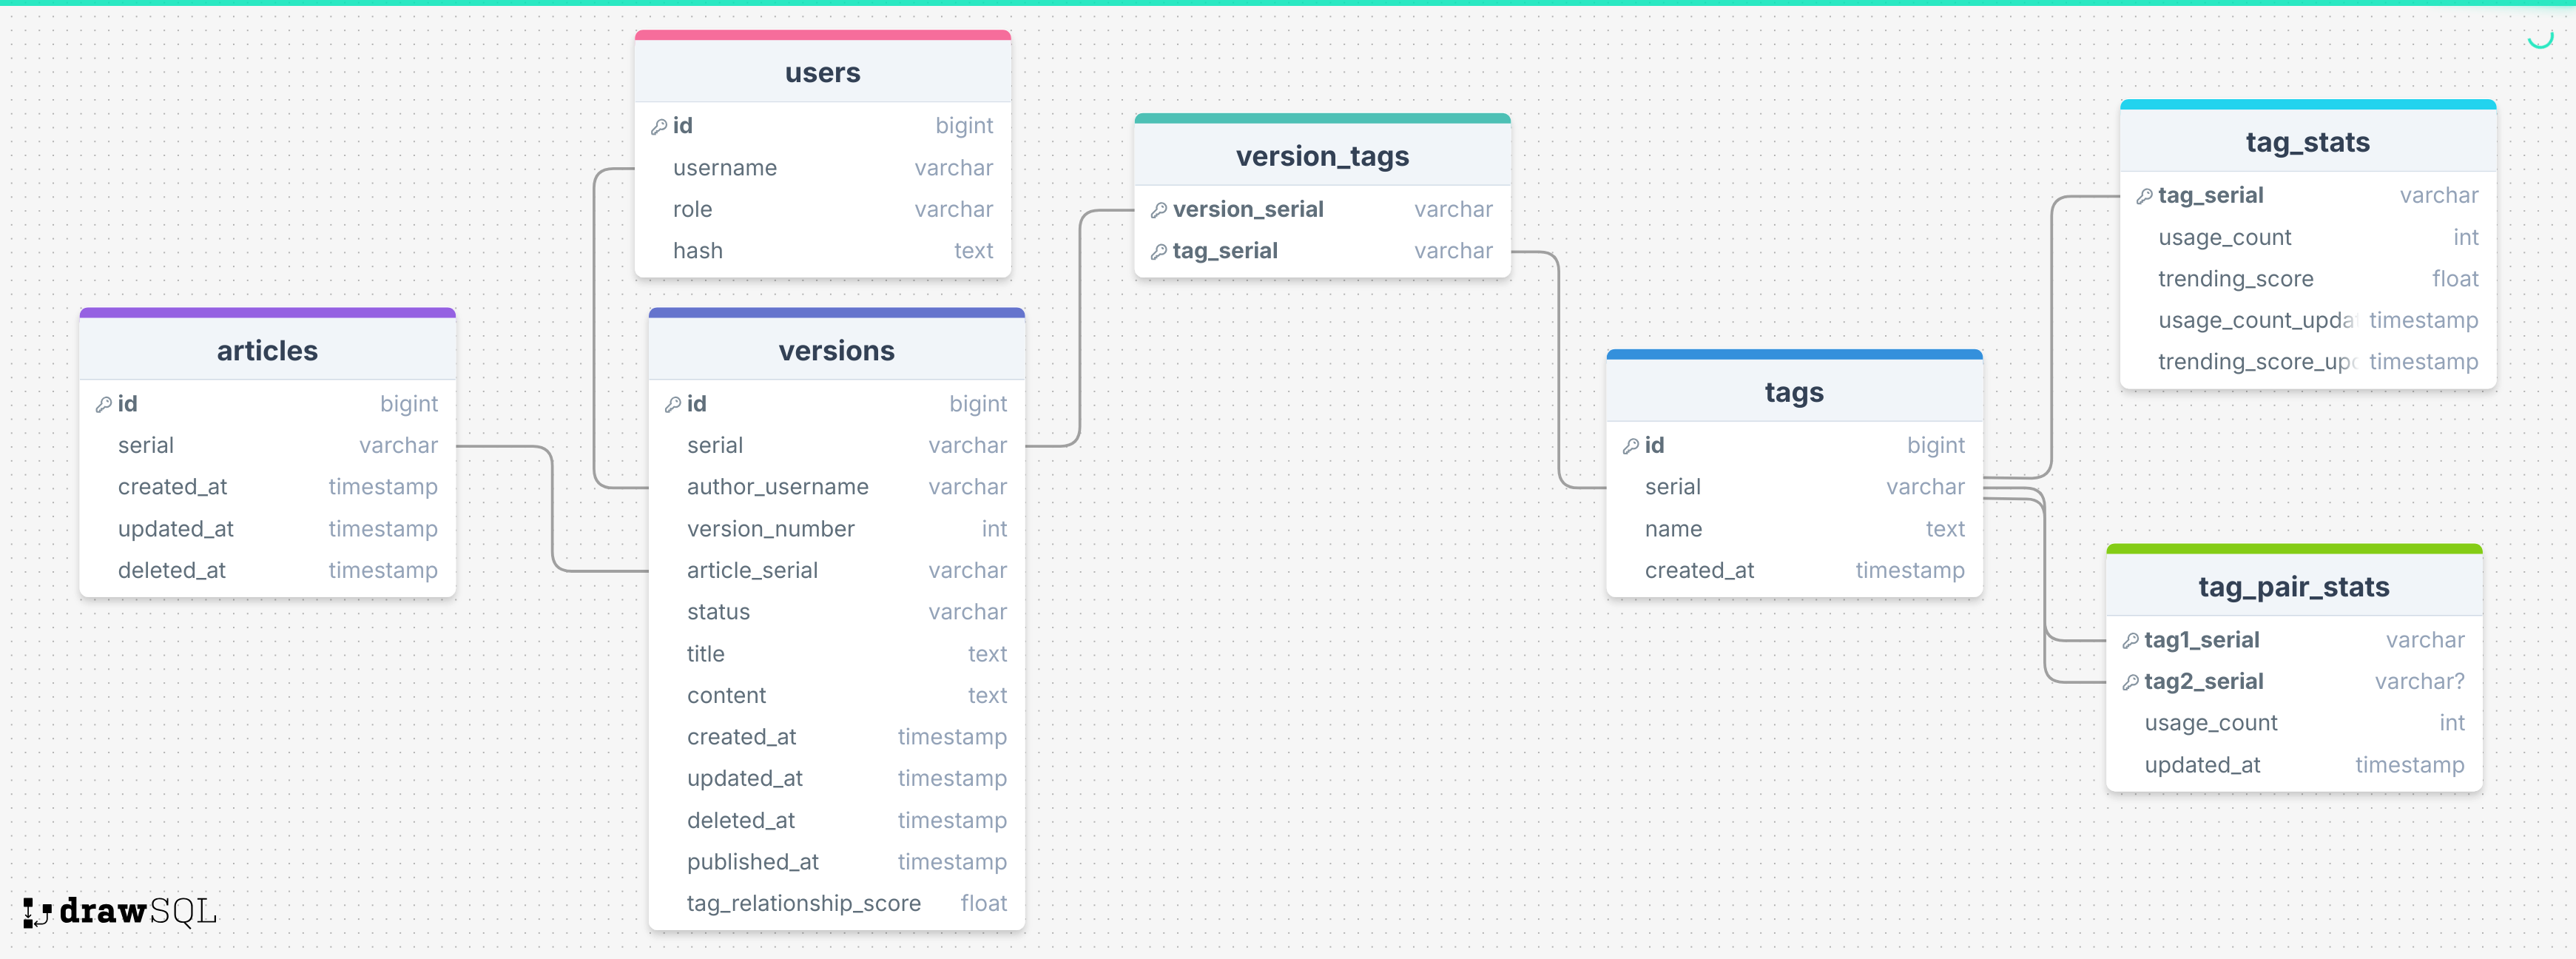 users
id bigint
username varchar
role varchar
hash text
articles
id bigint
serial varchar
created_at timestamp
updated_at timestamp
deleted_at timestamp
versions
id bigint
serial varchar
author_username varchar
version_number int
article_serial varchar
status varchar
title text
content text
created_at timestamp
updated_at timestamp
deleted_at timestamp
published_at timestamp
tag_relationship_score float
version_tags
version_serial varchar
tag_serial varchar
tags
id bigint
serial varchar
name text
created_at timestamp
tag_stats
tag_serial varchar
usage_count int
trending_score float
usage_count_upda timestamp
trending_score_upd timestamp
tag_pair_stats
tag1_serial varchar
tag2_serial varchar?
usage_count int
updated_at timestamp
drawSQL